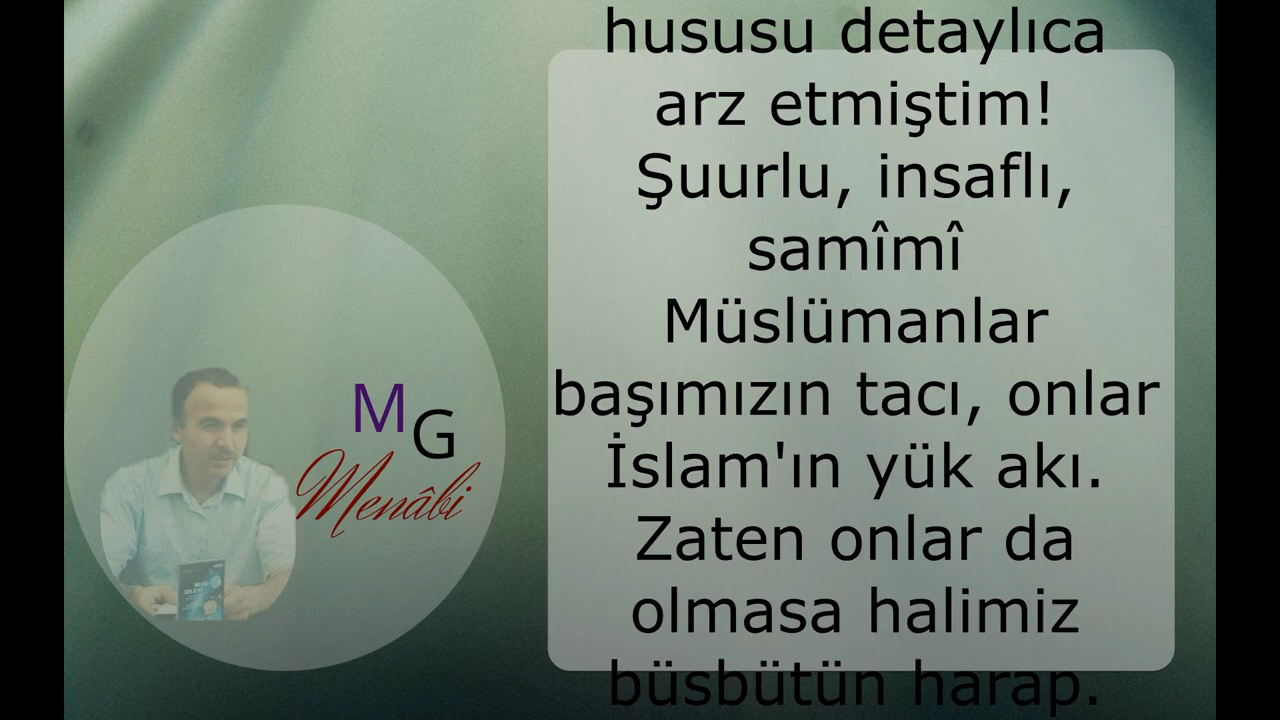 hususu detaylıca
arz etmiştim!
Şuurlu, insaflı,
samîmî
Müslümanlar
başımızın tacı, onlar
İslam'ın yük akı.
Zaten onlar da
olmasa halimiz
büsbütün harap.
M
G
Menâbi